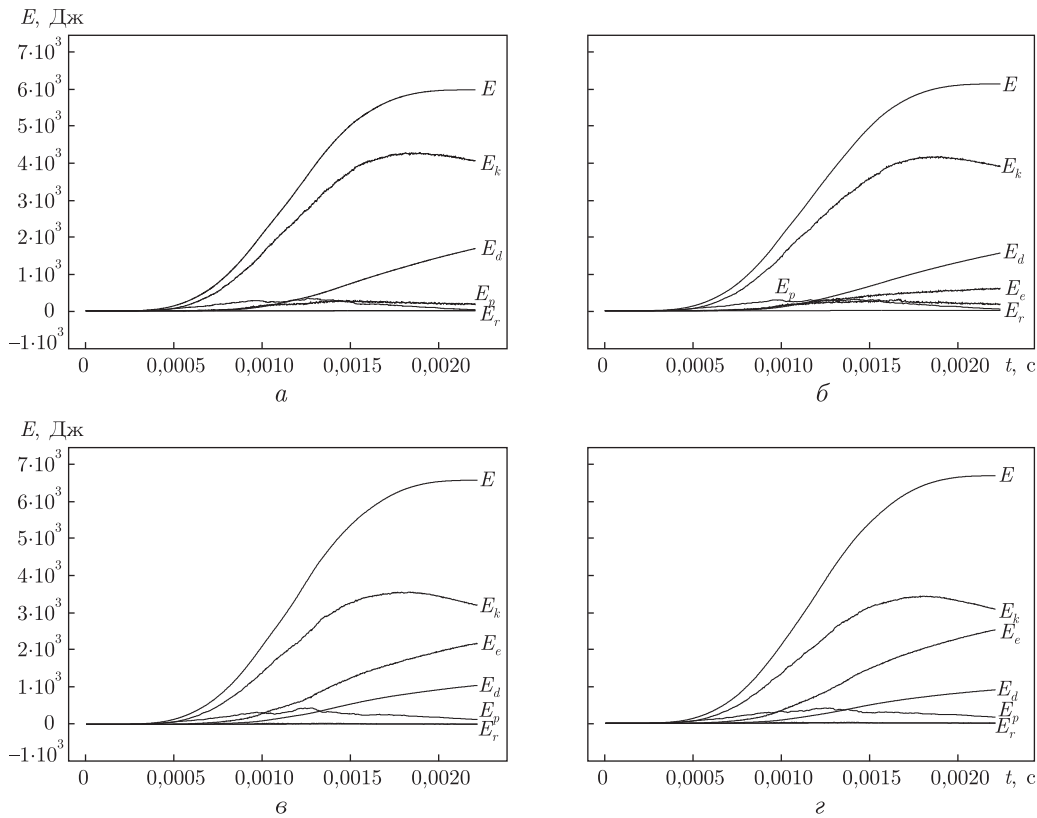 E, Дж
7·10³
6·10³
5·10³
4·10³
3·10³
2·10³
1·10³
0
–1·10³
E
E_k
E_d
E_p
E_r
0 0,0005 0,0010 0,0015 0,0020
а
E
E_k
E_p
E_d
E_e
E_r
0 0,0005 0,0010 0,0015 0,0020 t, с
б
E, Дж
7·10³
6·10³
5·10³
4·10³
3·10³
2·10³
1·10³
0
–1·10³
E
E_k
E_e
E_d
E_p
E_r
0 0,0005 0,0010 0,0015 0,0020
в
E
E_k
E_e
E_d
E_p
E_r
0 0,0005 0,0010 0,0015 0,0020 t, с
г